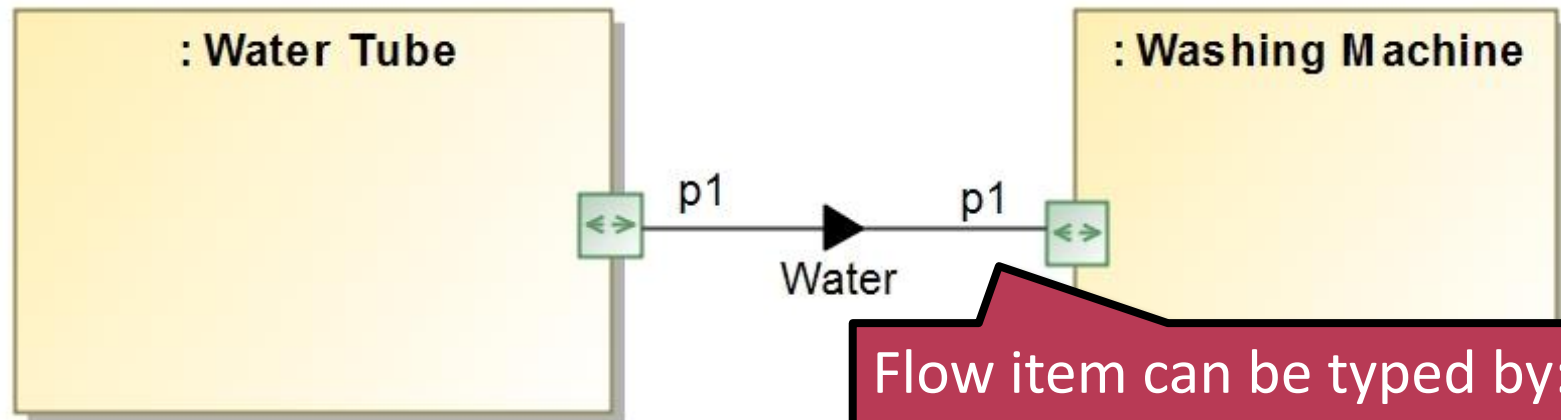 : Water Tube
: Washing Machine
p1
p1
Water
Flow item can be typed by: